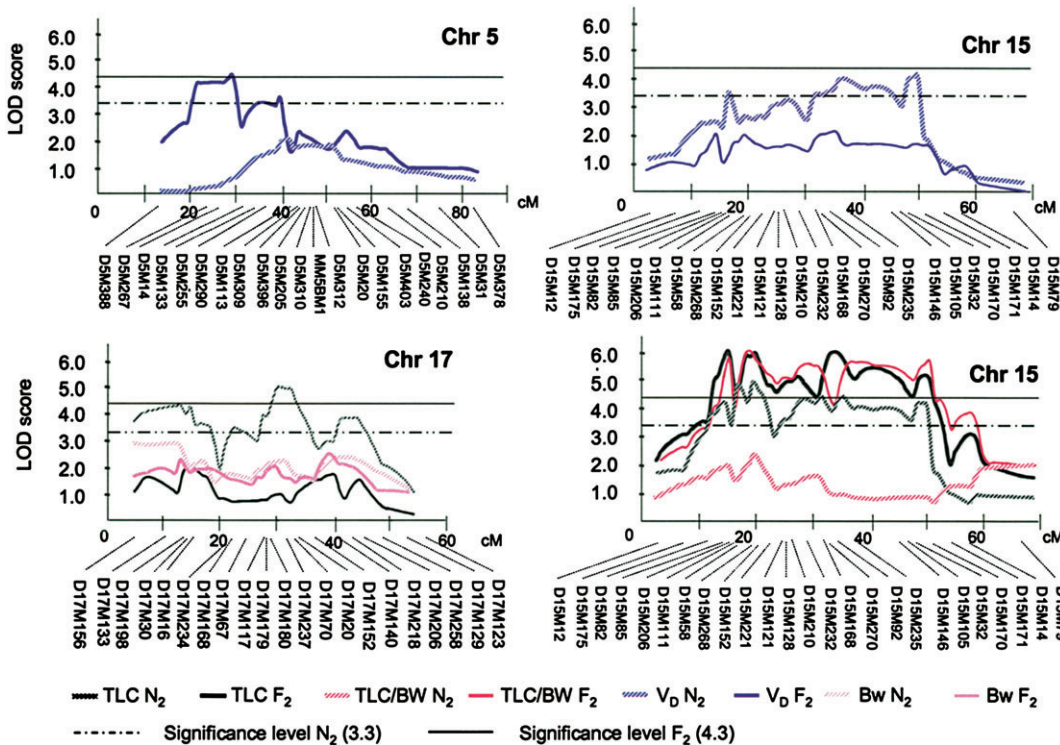 LOD score
6.0
5.0
4.0
3.0
2.0
1.0
Chr 5
0 20 40 60 80 cM
D5M388
D5M267
D5M14
D5M133
D5M255
D5M290
D5M113
D5M309
D5M396
D5M205
D5M310
MMS5BM1
D5M312
D5M20
D5M155
D5M403
D5M240
D5M210
D5M138
D5M31
D5M378
6.0
5.0
4.0
3.0
2.0
1.0
Chr 15
0 20 40 60 cM
D15M12
D15M175
D15M82
D15M85
D15M206
D15M111
D15M58
D15M268
D15M152
D15M221
D15M121
D15M128
D15M210
D15M232
D15M168
D15M270
D15M92
D15M235
D15M146
D15M105
D15M32
D15M170
D15M171
D15M14
D15M79
LOD score
6.0
5.0
4.0
3.0
2.0
1.0
Chr 17
0 20 40 60 cM
D17M156
D17M133
D17M198
D17M30
D17M16
D17M234
D17M168
D17M67
D17M117
D17M179
D17M180
D17M237
D17M70
D17M20
D17M152
D17M140
D17M218
D17M206
D17M258
D17M129
D17M123
6.0
5.0
4.0
3.0
2.0
1.0
Chr 15
0 20 40 60 cM
D15M12
D15M175
D15M82
D15M85
D15M206
D15M111
D15M58
D15M268
D15M152
D15M221
D15M121
D15M128
D15M210
D15M232
D15M168
D15M270
D15M92
D15M235
D15M146
D15M105
D15M32
D15M170
D15M171
D15M14
TLC N₂ TLC F₂ TLC/BW N₂ TLC/BW F₂ V_D N₂ V_D F₂ Bw N₂ Bw F₂
Significance level N₂ (3.3) Significance level F₂ (4.3)